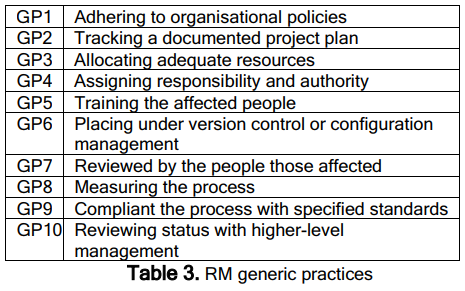 GP1 Adhering to organisational policies
GP2 Tracking a documented project plan
GP3 Allocating adequate resources
GP4 Assigning responsibility and authority
GP5 Training the affected people
GP6 Placing under version control or configuration
management
GP7 Reviewed by the people those affected
GP8 Measuring the process
GP9 Compliant the process with specified standards
GP10 Reviewing status with higher-level
management
Table 3. RM generic practices